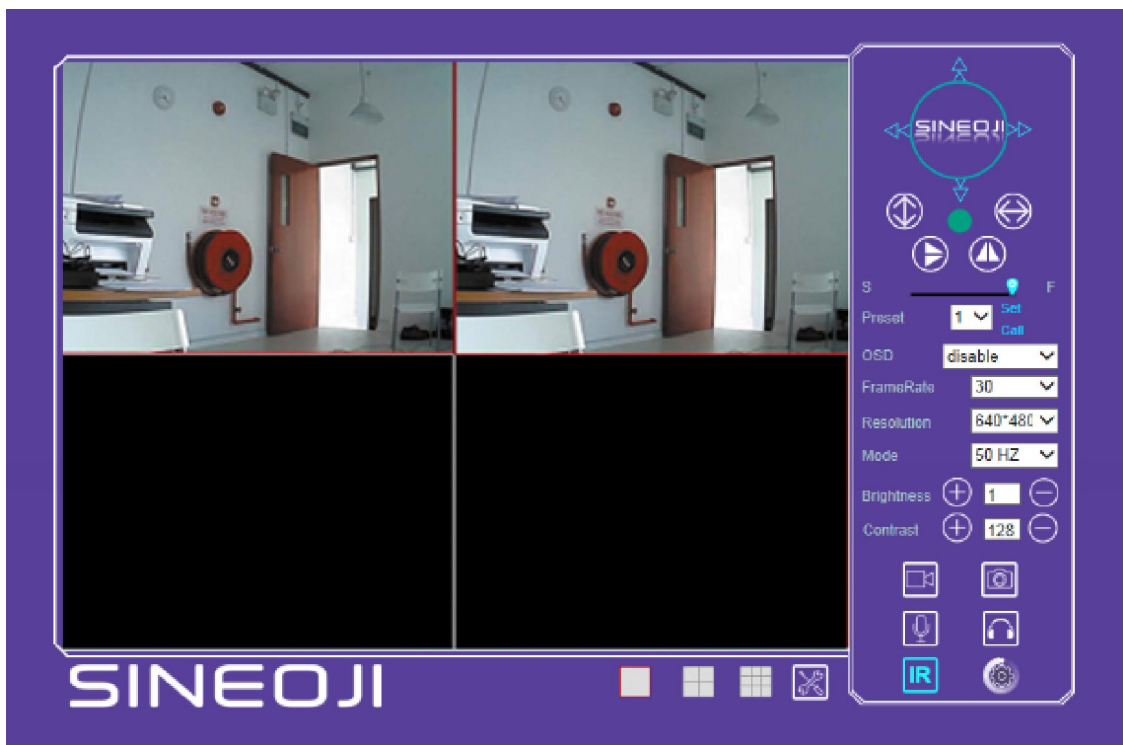 SINEOJI
S F
Preset 1 Set
Call
OSD disable
FrameRate 30
Resolution 640*480
Mode 50 HZ
Brightness 1
Contrast 128
IR
SINEOJI